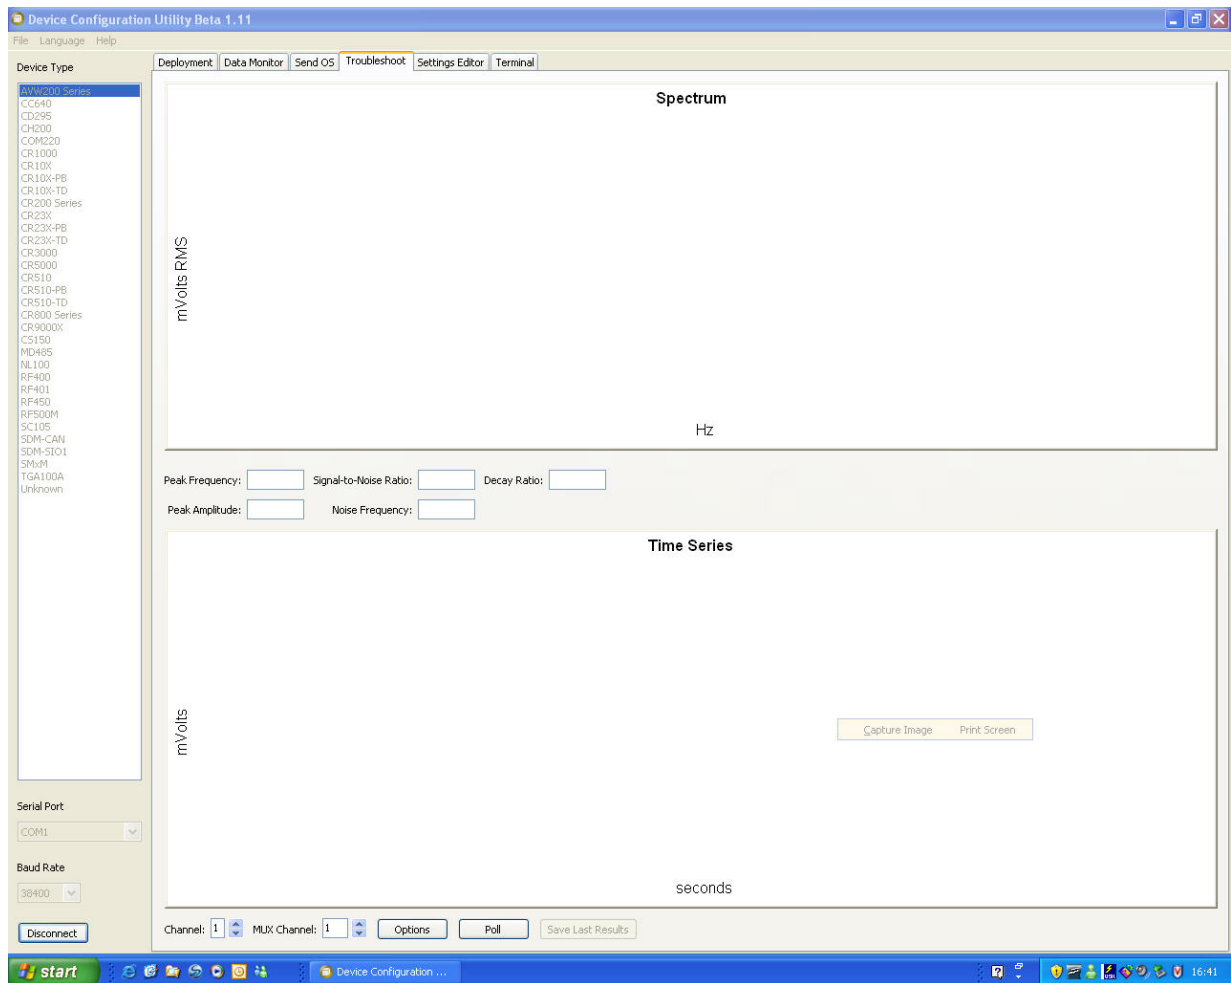 Device Configuration Utility Beta 1.11
File Language Help
Device Type
AVW200 Series
CC640
CD295
CH200
COM220
CR1000
CR10X
CR10X-PB
CR10X-TD
CR200 Series
CR23X
CR23X-PB
CR23X-TD
CR3000
CR5000
CR510
CR510-PB
CR510-TD
CR800 Series
CR9000X
CS150
MD485
NL100
RF400
RF401
RF450
RF500M
SC105
SDM-CAN
SDM-SIO1
SMxM
TGA100A
Unknown
Serial Port
COM1
Baud Rate
38400
Disconnect
Deployment Data Monitor Send OS Troubleshoot Settings Editor Terminal
Spectrum
mVolts RMS
Hz
Peak Frequency: Signal-to-Noise Ratio: Decay Ratio:
Peak Amplitude: Noise Frequency:
Time Series
mVolts
Capture Image Print Screen
seconds
Channel: 1 MUX Channel: 1 Options Poll Save Last Results
start Device Configuration ... 16:41